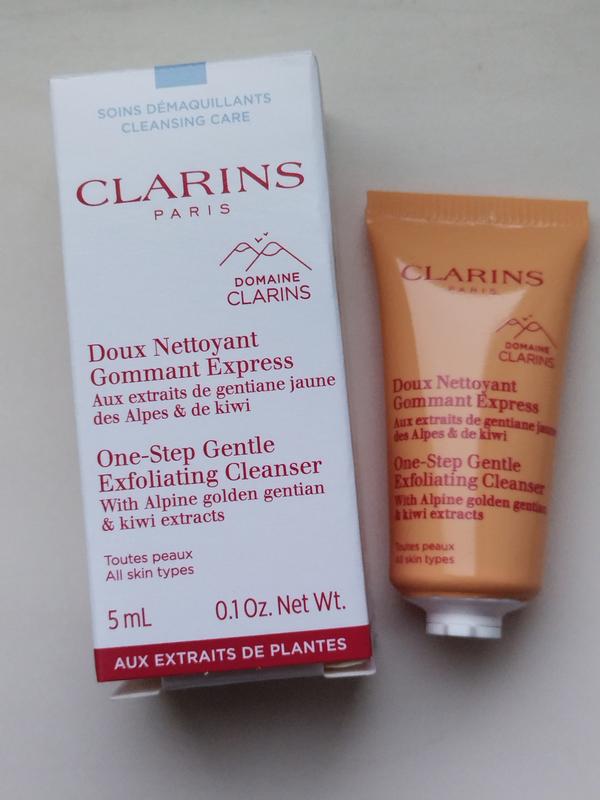 SOINS DÉMAQUILLANTS
CLEANSING CARE
CLARINS
PARIS
DOMAINE
CLARINS
Doux Nettoyant
Gommant Express
Aux extraits de gentiane jaune
des Alpes & de kiwi
One-Step Gentle
Exfoliating Cleanser
With Alpine golden gentian
& kiwi extracts
Toutes peaux
All skin types
5 mL 0.1 Oz. Net Wt.
AUX EXTRAITS DE PLANTES
CLARINS
PARIS
DOMAINE
CLARINS
Doux Nettoyant
Gommant Express
Aux extraits de gentiane jaune
des Alpes & de kiwi
One-Step Gentle
Exfoliating Cleanser
With Alpine golden gentian
& kiwi extracts
Toutes peaux
All skin types